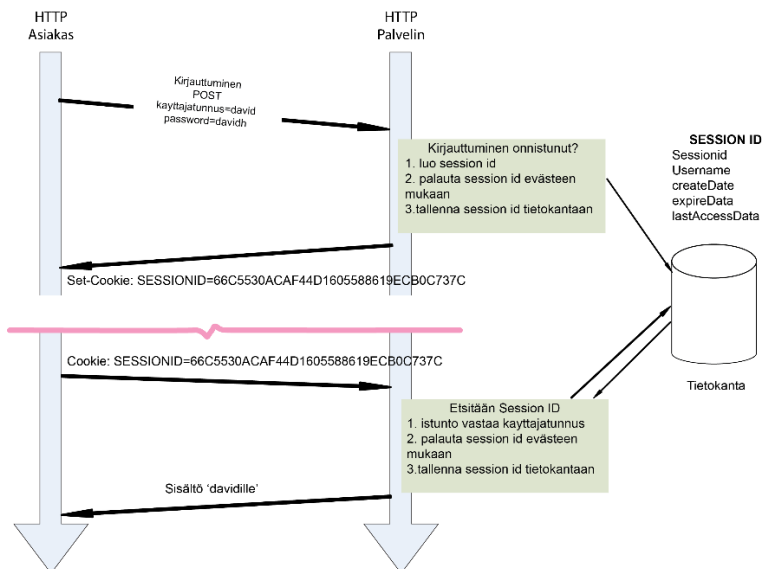 HTTP
Asiakas
HTTP
Palvelin
Kirjauttuminen
POST
kayttajatunnus=david
password=davidh
Kirjauttuminen onnistunut?
1. luo session id
2. palauta session id evästeen
mukaan
3.tallenna session id tietokantaan
SESSION ID
Sessionid
Username
createDate
expireData
lastAccessData
Set-Cookie: SESSIONID=66C5530ACAF44D1605588619ECB0C737C
Cookie: SESSIONID=66C5530ACAF44D1605588619ECB0C737C
Tietokanta
Etsitään Session ID
1. istunto vastaa kayttajatunnus
2. palauta session id evästeen
mukaan
3.tallenna session id tietokantaan
Sisältö 'davidille'